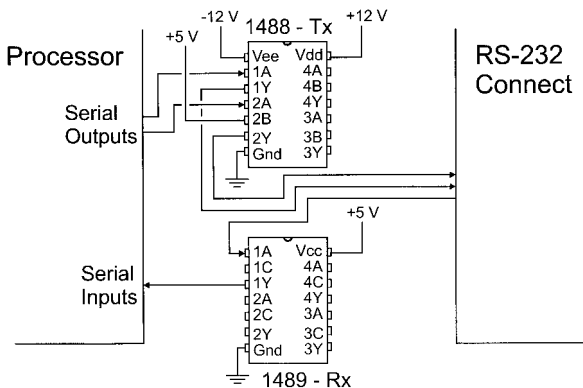 -12 V
1488 - Tx
+12 V
+5 V
Processor
RS-232
Connect
Vee
Vdd
1A
4A
1Y
4B
2A
4Y
2B
3A
2Y
3B
Gnd
3Y
Serial
Outputs
+5 V
1A
Vcc
1C
4A
1Y
4C
2A
4Y
2C
3A
2Y
3C
Gnd
3Y
Serial
Inputs
1489 - Rx